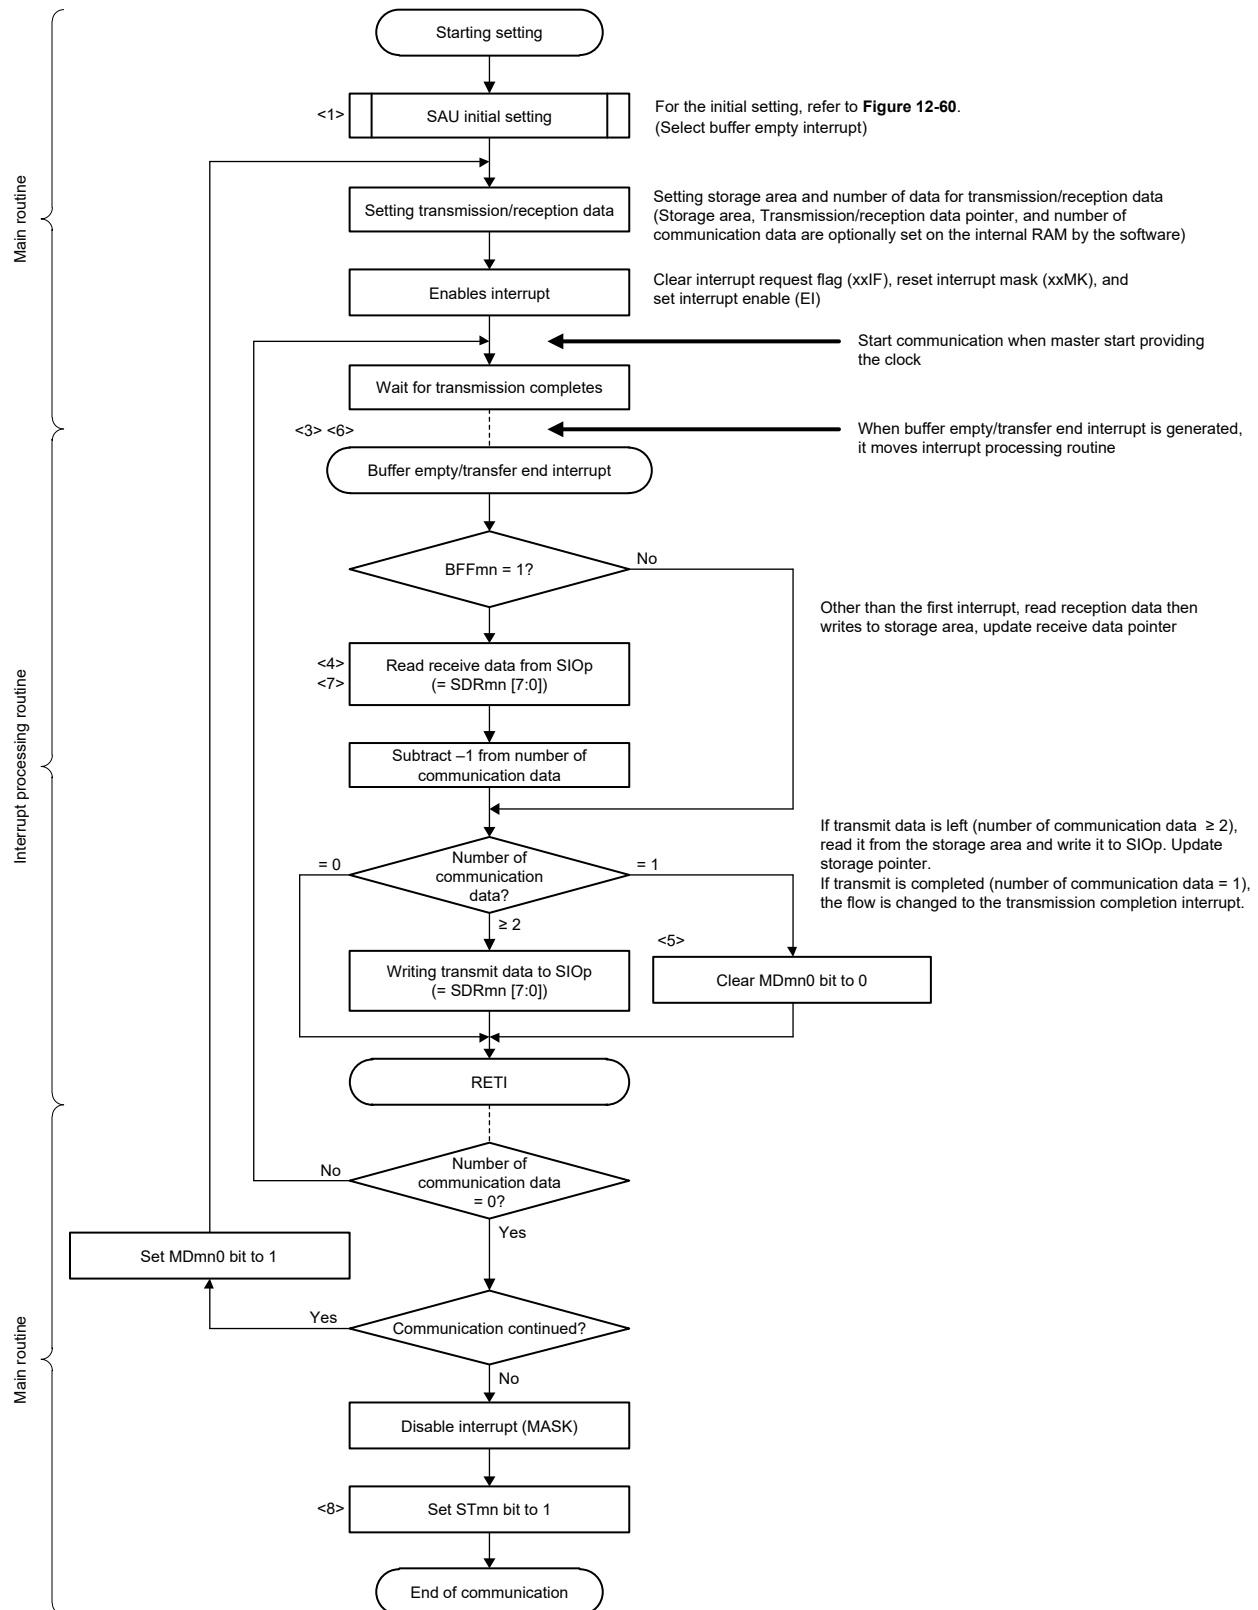 Starting setting
<1>
SAU initial setting
For the initial setting, refer to Figure 12-60.
(Select buffer empty interrupt)
Main routine
Setting transmission/reception data
Setting storage area and number of data for transmission/reception data
(Storage area, Transmission/reception data pointer, and number of
communication data are optionally set on the internal RAM by the software)
Enables interrupt
Clear interrupt request flag (xxIF), reset interrupt mask (xxMK), and
set interrupt enable (EI)
Start communication when master start providing
the clock
Wait for transmission completes
<3> <6>
When buffer empty/transfer end interrupt is generated,
it moves interrupt processing routine
Buffer empty/transfer end interrupt
BFFmn = 1?
No
Other than the first interrupt, read reception data then
writes to storage area, update receive data pointer
Interrupt processing routine
<4>
<7>
Read receive data from SIOp
(= SDRmn [7:0])
Subtract –1 from number of
communication data
If transmit data is left (number of communication data ≥ 2),
read it from the storage area and write it to SIOp. Update
storage pointer.
If transmit is completed (number of communication data = 1),
the flow is changed to the transmission completion interrupt.
= 0
Number of
communication
data?
= 1
≥ 2
<5>
Writing transmit data to SIOp
(= SDRmn [7:0])
Clear MDmn0 bit to 0
RETI
No
Number of
communication data
= 0?
Yes
Set MDmn0 bit to 1
Main routine
Yes
Communication continued?
No
Disable interrupt (MASK)
<8>
Set STmn bit to 1
End of communication